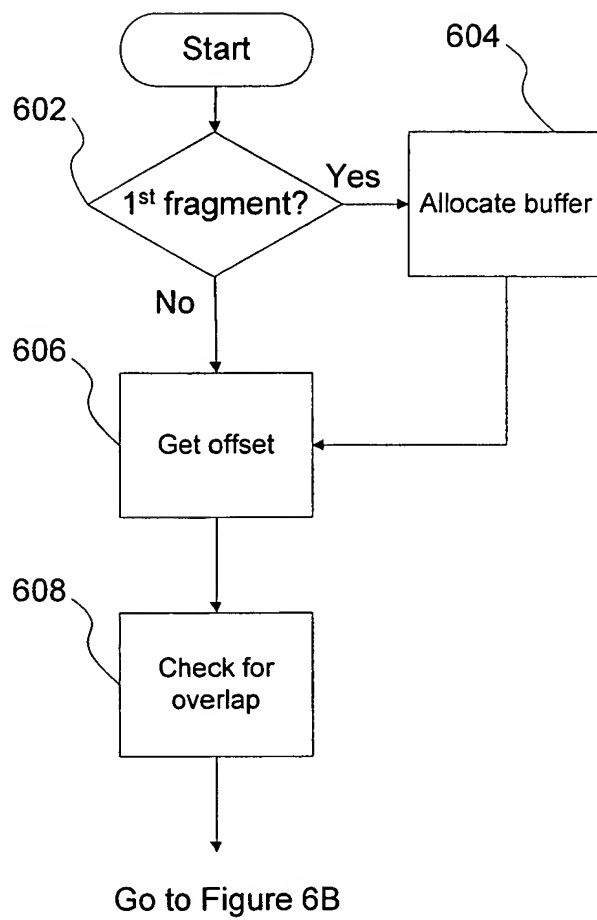 Start
604
602
1st fragment?
Yes
Allocate buffer
No
606
Get offset
608
Check for
overlap
Go to Figure 6B